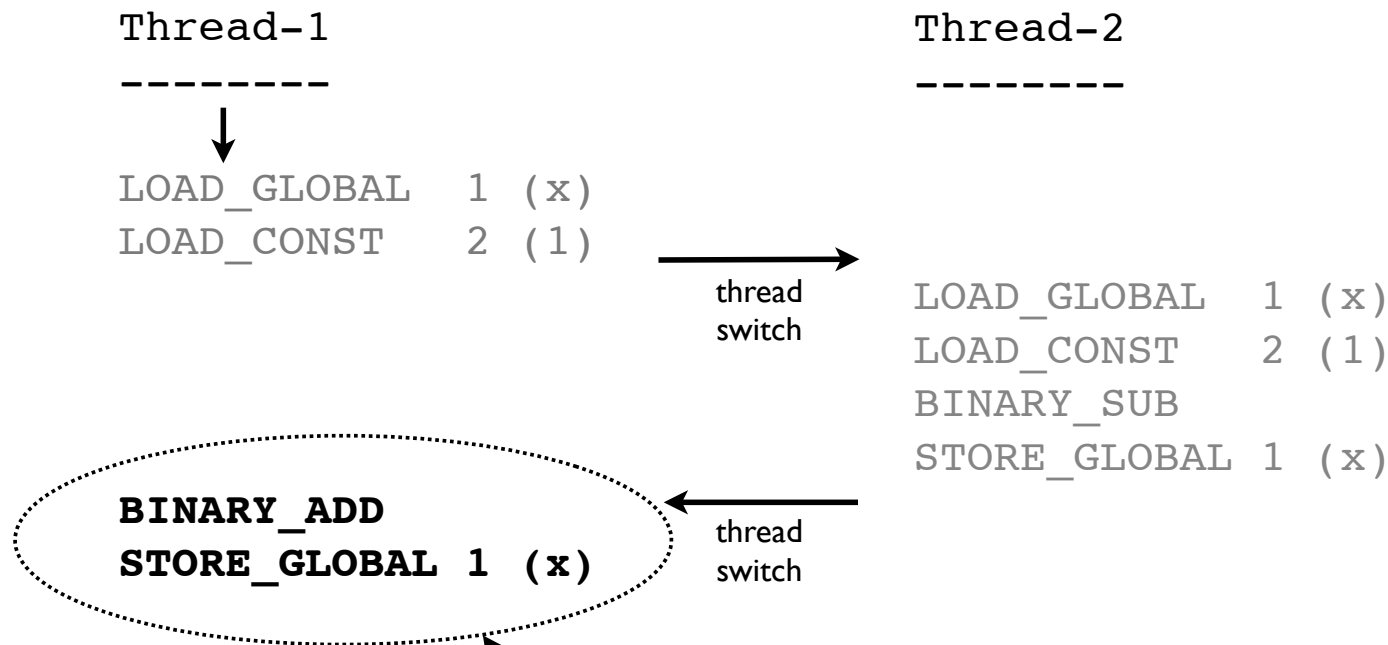 Thread-1
--------
LOAD_GLOBAL 1 (x)
LOAD_CONST 2 (1)
thread
switch
Thread-2
--------
LOAD_GLOBAL 1 (x)
LOAD_CONST 2 (1)
BINARY_SUB
STORE_GLOBAL 1 (x)
thread
switch
BINARY_ADD
STORE_GLOBAL 1 (x)